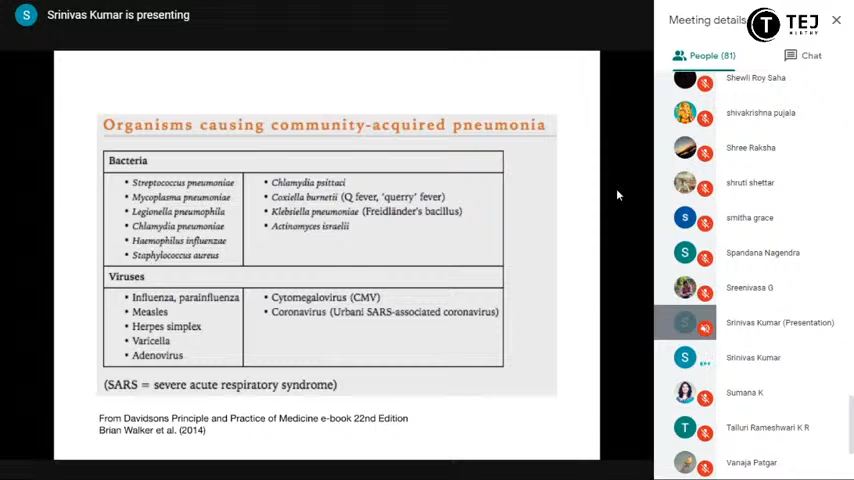 S Srinivas Kumar is presenting
Meeting details
T TEJ
People (81)
Chat
Organisms causing community-acquired pneumonia
Bacteria
• Streptococcus pneumoniae
• Mycoplasma pneumoniae
• Legionella pneumophila
• Chlamydia pneumoniae
• Haemophilus influenzae
• Staphylococcus aureus
• Chlamydia psittaci
• Coxiella burnetii (Q fever, 'querry' fever)
• Klebsiella pneumoniae (Freidländer's bacillus)
• Actinomyces israelii
Viruses
• Influenza, parainfluenza
• Measles
• Herpes simplex
• Varicella
• Adenovirus
• Cytomegalovirus (CMV)
• Coronavirus (Urbani SARS-associated coronavirus)
(SARS = severe acute respiratory syndrome)
From Davidsons Principle and Practice of Medicine e-book 22nd Edition
Brian Walker et al. (2014)
Shewli Roy Saha
shivakrishna pujala
Shree Raksha
shruti shettar
S smitha grace
S Spandana Nagendra
Sreenivasa G
S Srinivas Kumar (Presentation)
S Srinivas Kumar
Sumana K
T Talluri Rameshwari K R
Vanaja Patgar